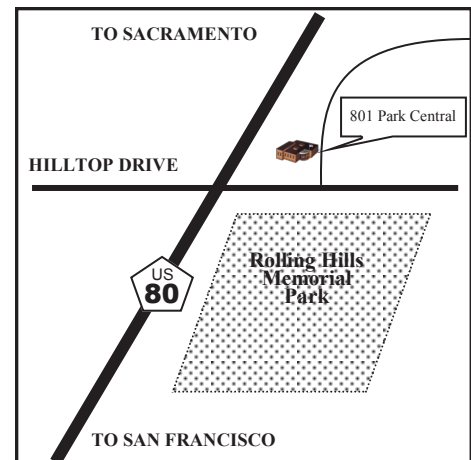 TO SACRAMENTO
801 Park Central
HILLTOP DRIVE
Rolling Hills
Memorial
Park
US
80
TO SAN FRANCISCO